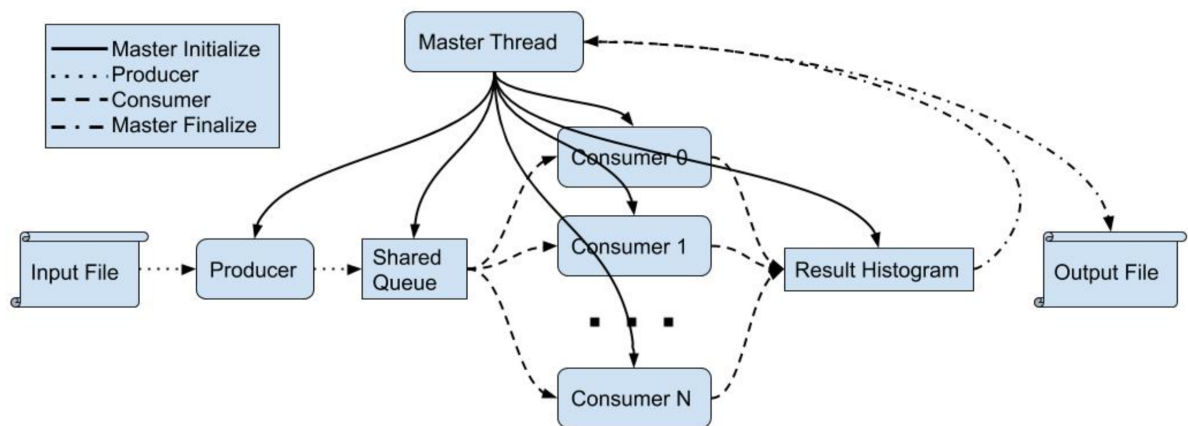 Master Initialize
Producer
Consumer
Master Finalize
Master Thread
Consumer 0
Consumer 1
Input File
Producer
Shared
Queue
Result Histogram
Output File
Consumer N